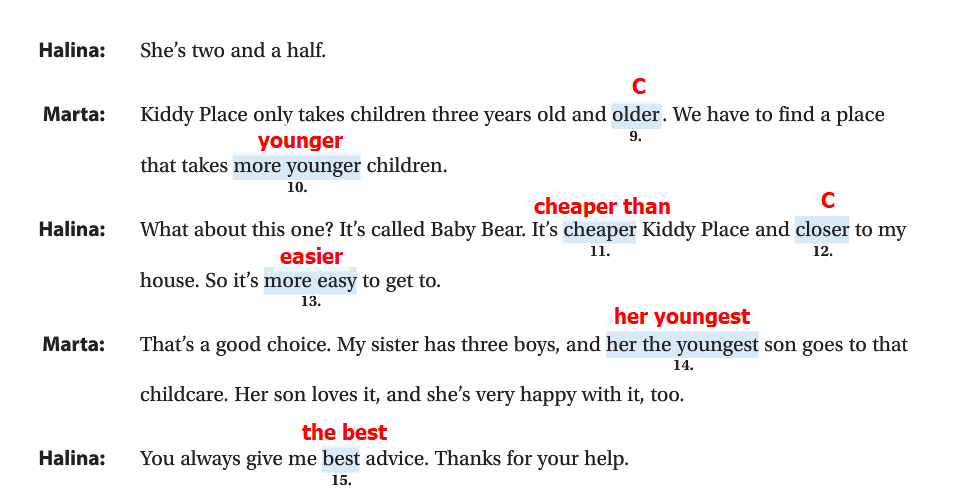 Halina: She’s two and a half.
C
Marta: Kiddy Place only takes children three years old and older. We have to find a place
9.
younger
that takes more younger children.
10.
cheaper than C
Halina: What about this one? It’s called Baby Bear. It’s cheaper Kiddy Place and closer to my
11. 12.
easier
house. So it’s more easy to get to.
13.
her youngest
Marta: That’s a good choice. My sister has three boys, and her the youngest son goes to that
14.
childcare. Her son loves it, and she’s very happy with it, too.
the best
Halina: You always give me best advice. Thanks for your help.
15.